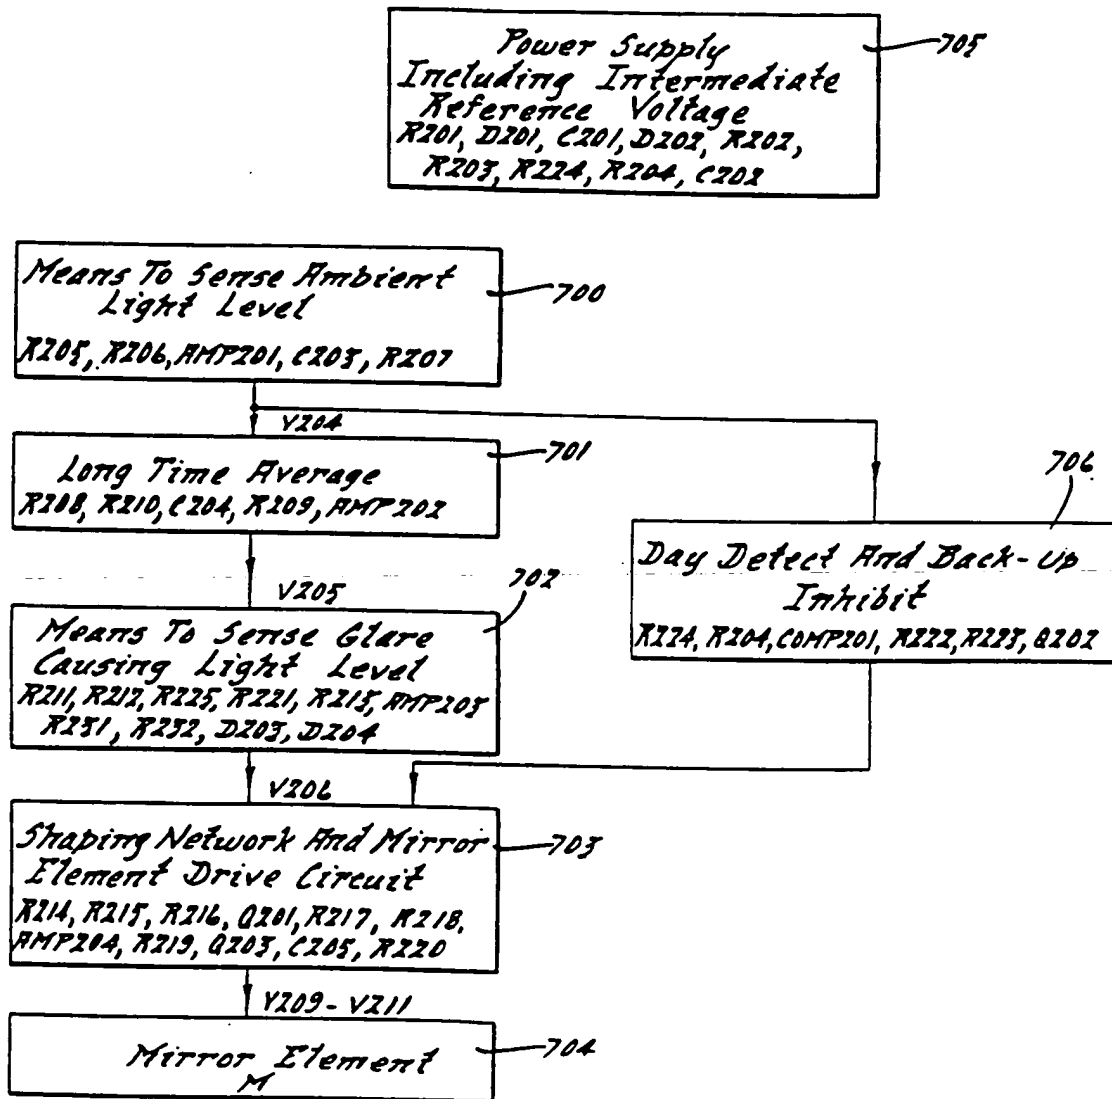 Power Supply
Including Intermediate
Reference Voltage
R201, D201, C201, D202, R202,
R203, R224, R204, C202
705
Means To Sense Ambient
Light Level
R205, R206, AMP201, C203, R207
700
V204
Long Time Average
R208, R210, C204, R209, AMP202
701
706
Day Detect And Back-Up
Inhibit
R224, R204, COMP201, R222, R223, Q202
V205
702
Means To Sense Glare
Causing Light Level
R211, R212, R225, R221, R213, AMP203
R231, R232, D203, D204
V206
Shaping Network And Mirror
Element Drive Circuit
R214, R215, R216, Q201, R217, R218,
AMP204, R219, Q203, C205, R220
703
V209-V211
Mirror Element
M
704